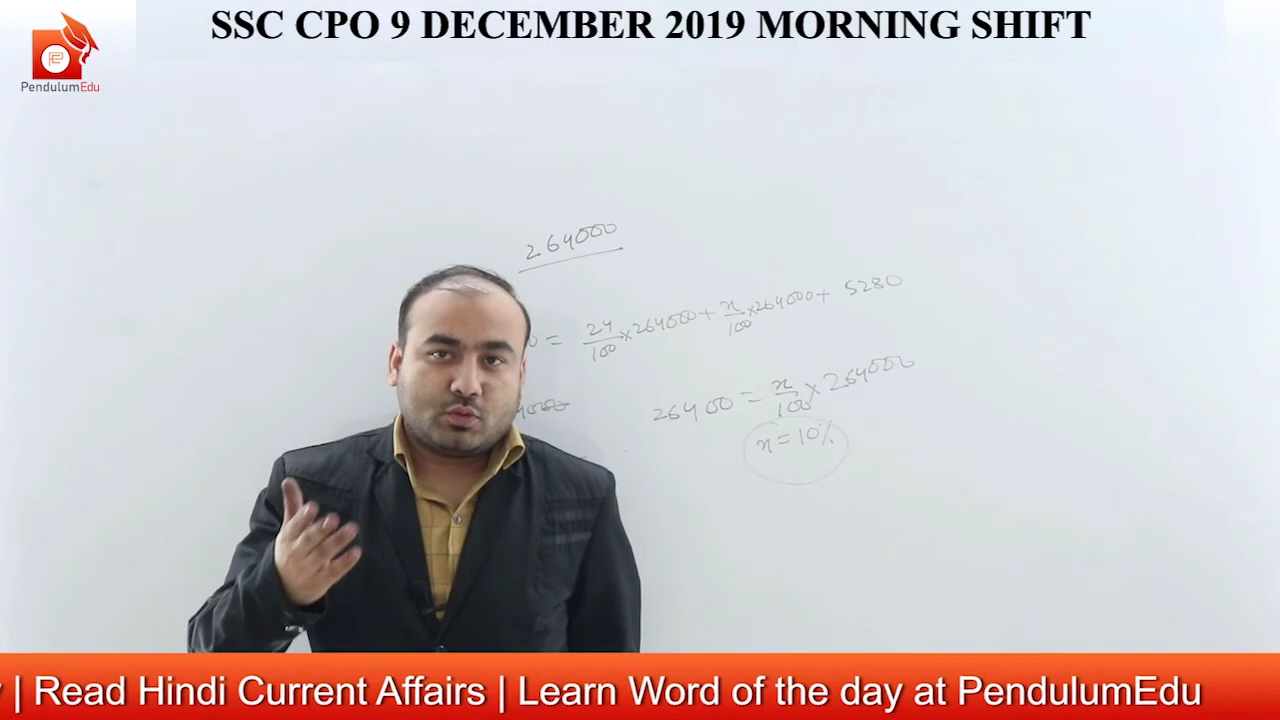 SSC CPO 9 DECEMBER 2019 MORNING SHIFT
PendulumEdu
264000
0 = 24/100 × 264000 + x/100 × 264000 + 5280
26400 = x/100 × 264000
x = 10%
| Read Hindi Current Affairs | Learn Word of the day at PendulumEdu